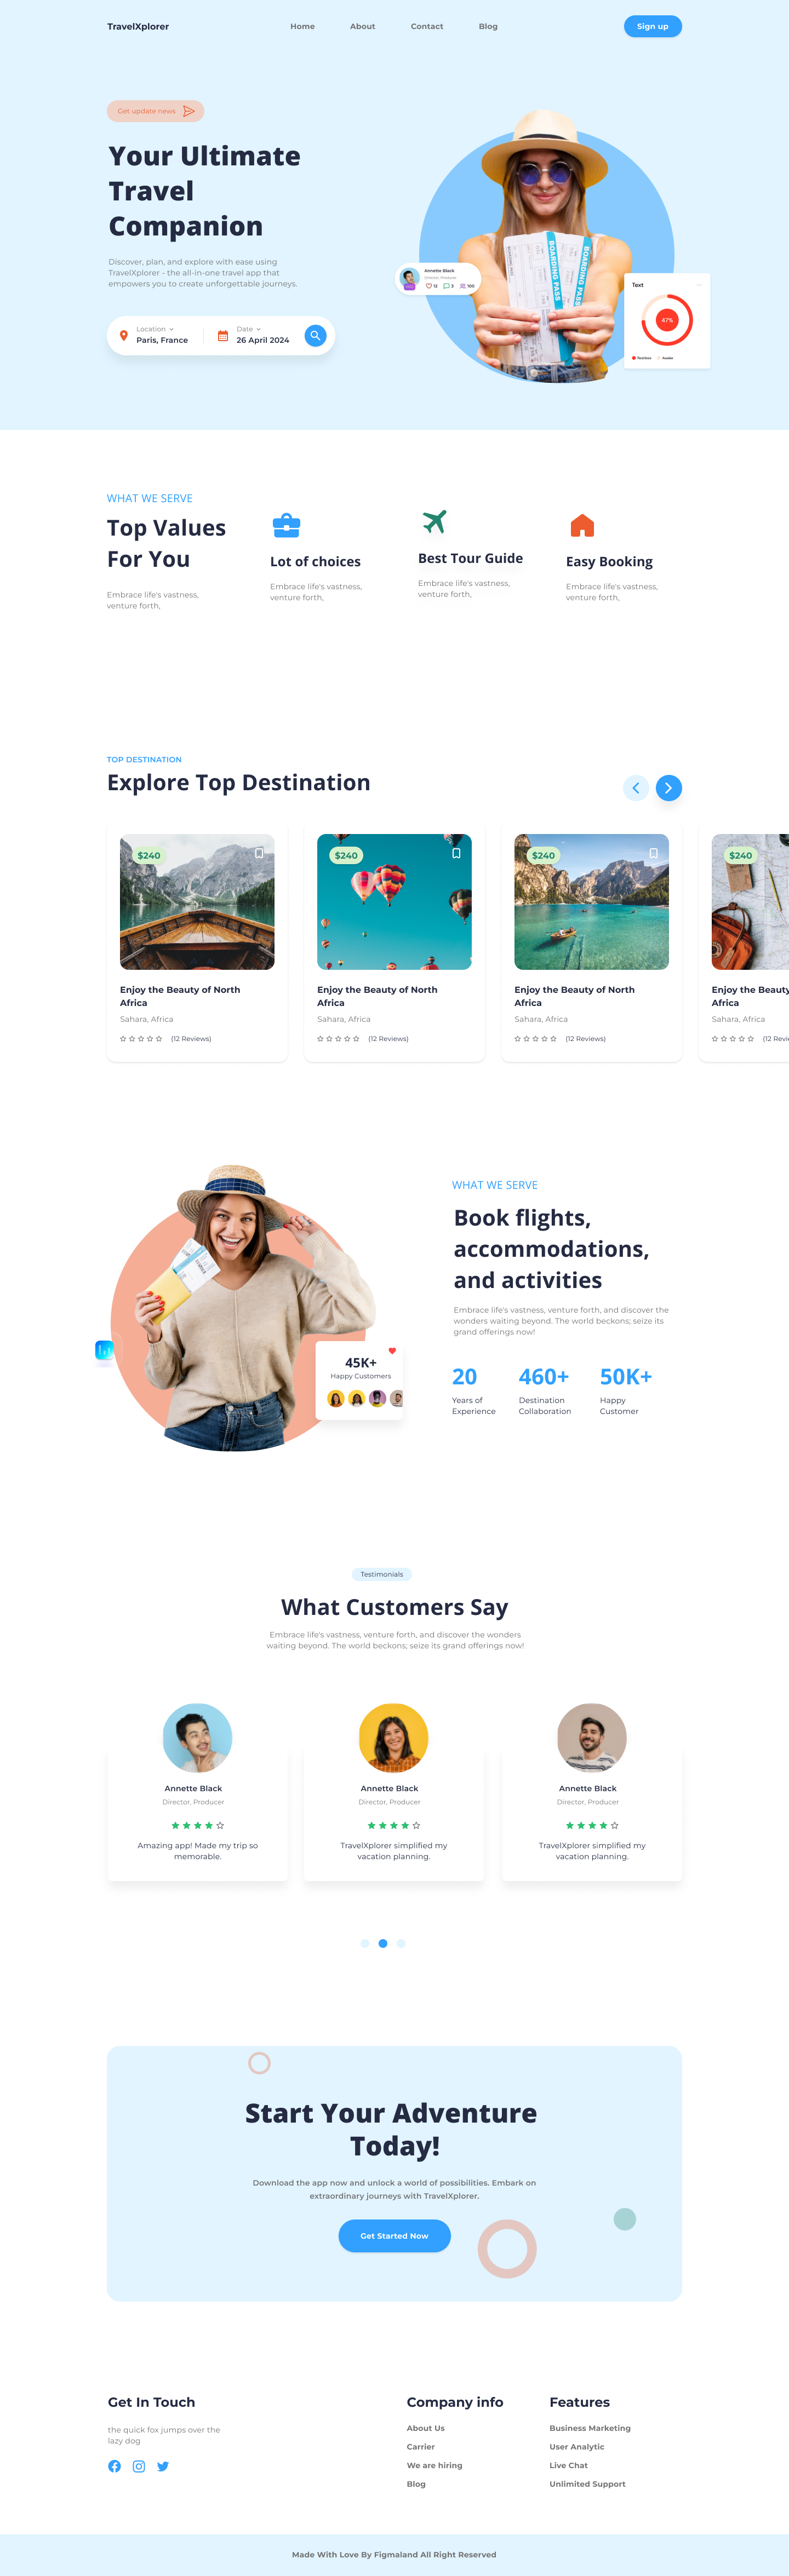 TravelXplorer
Home
About
Contact
Blog
Sign up
Get update news
Your Ultimate
Travel
Companion
Discover, plan, and explore with ease using
TravelXplorer - the all-in-one travel app that
empowers you to create unforgettable journeys.
Location
Paris, France
Date
26 April 2024
BOARDING PASS
BOARDING PASS
Annette Black
Director, Producer
12
3
100
Text
47%
WHAT WE SERVE
Top Values
For You
Embrace life's vastness,
venture forth,
Lot of choices
Embrace life's vastness,
venture forth,
Best Tour Guide
Embrace life's vastness,
venture forth,
Easy Booking
Embrace life's vastness,
venture forth,
TOP DESTINATION
Explore Top Destination
$240
Enjoy the Beauty of North
Africa
Sahara, Africa
(12 Reviews)
$240
Enjoy the Beauty of North
Africa
Sahara, Africa
(12 Reviews)
$240
Enjoy the Beauty of North
Africa
Sahara, Africa
(12 Reviews)
$240
Enjoy the Beauty
Africa
Sahara, Africa
(12 Revie
WHAT WE SERVE
Book flights,
accommodations,
and activities
Embrace life's vastness, venture forth, and discover the
wonders waiting beyond. The world beckons; seize its
grand offerings now!
45K+
Happy Customers
20
Years of
Experience
460+
Destination
Collaboration
50K+
Happy
Customer
Testimonials
What Customers Say
Embrace life's vastness, venture forth, and discover the wonders
waiting beyond. The world beckons; seize its grand offerings now!
Annette Black
Director, Producer
Amazing app! Made my trip so
memorable.
Annette Black
Director, Producer
TravelXplorer simplified my
vacation planning.
Annette Black
Director, Producer
TravelXplorer simplified my
vacation planning.
Start Your Adventure
Today!
Download the app now and unlock a world of possibilities. Embark on
extraordinary journeys with TravelXplorer.
Get Started Now
Get In Touch
the quick fox jumps over the
lazy dog
Company info
About Us
Carrier
We are hiring
Blog
Features
Business Marketing
User Analytic
Live Chat
Unlimited Support
Made With Love By Figmaland All Right Reserved